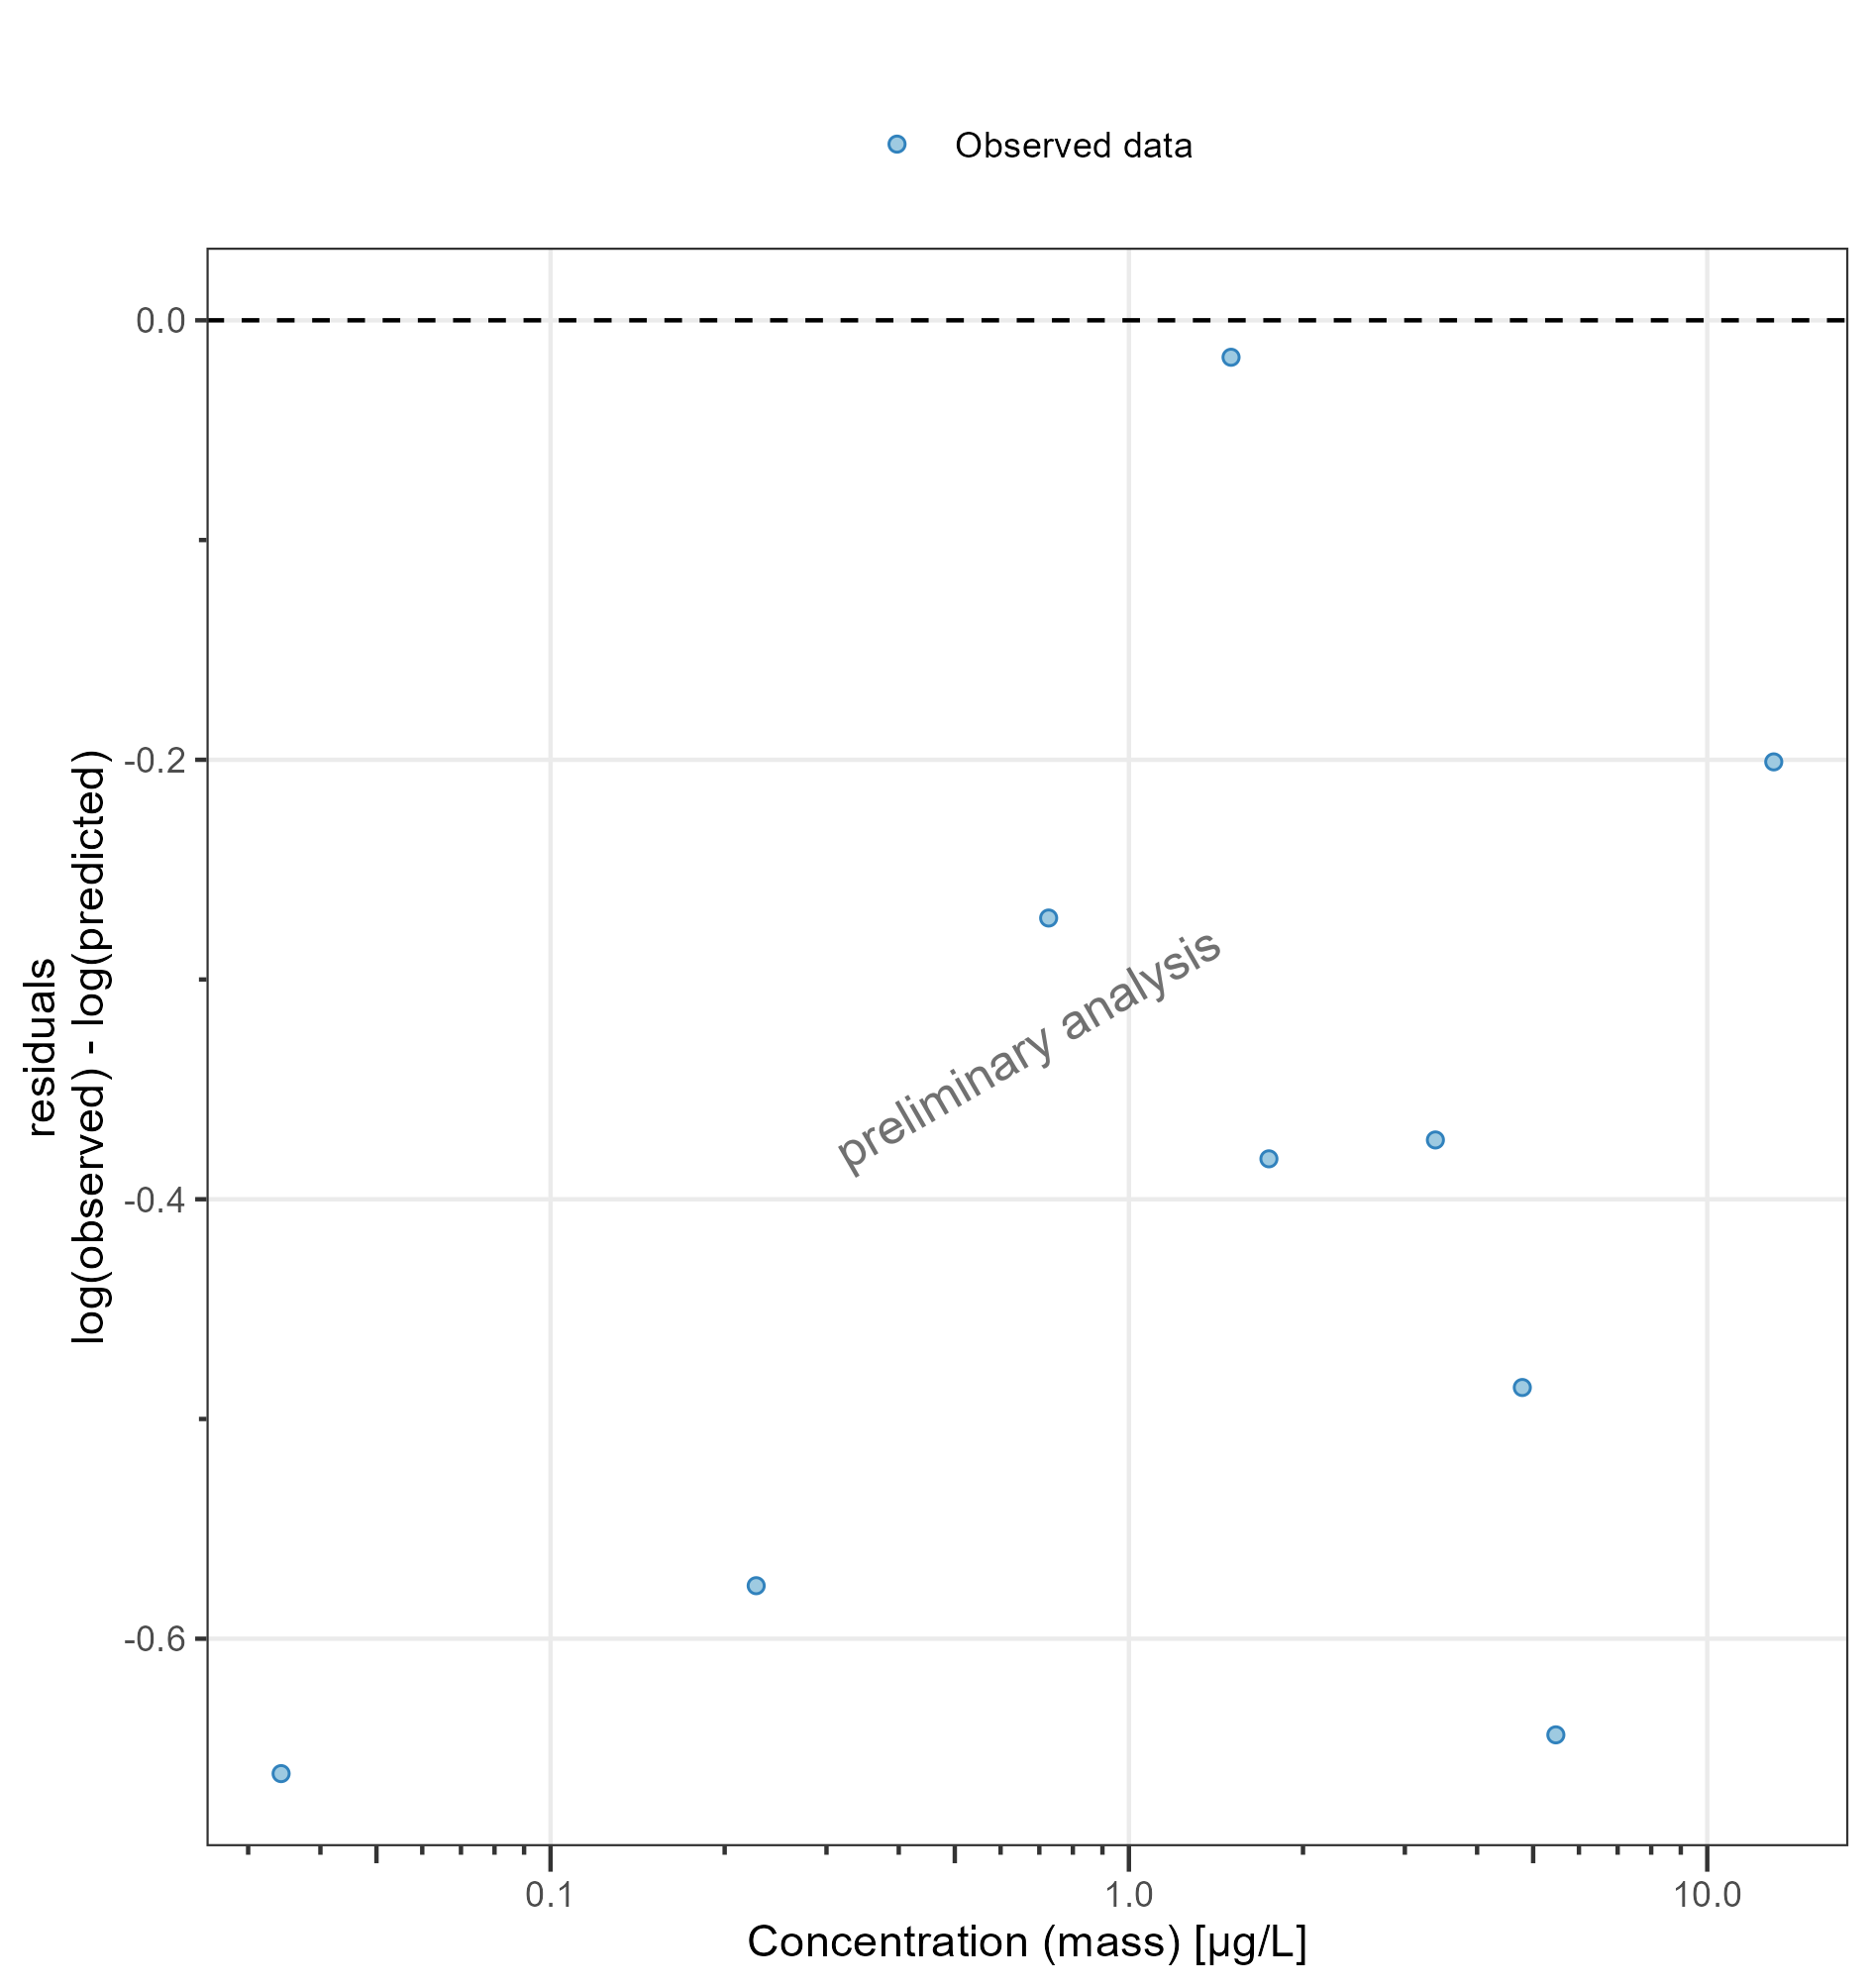 Observed data
0.0
-0.2
-0.4
-0.6
residuals
log(observed) - log(predicted)
preliminary analysis
0.1
1.0
10.0
Concentration (mass) [µg/L]